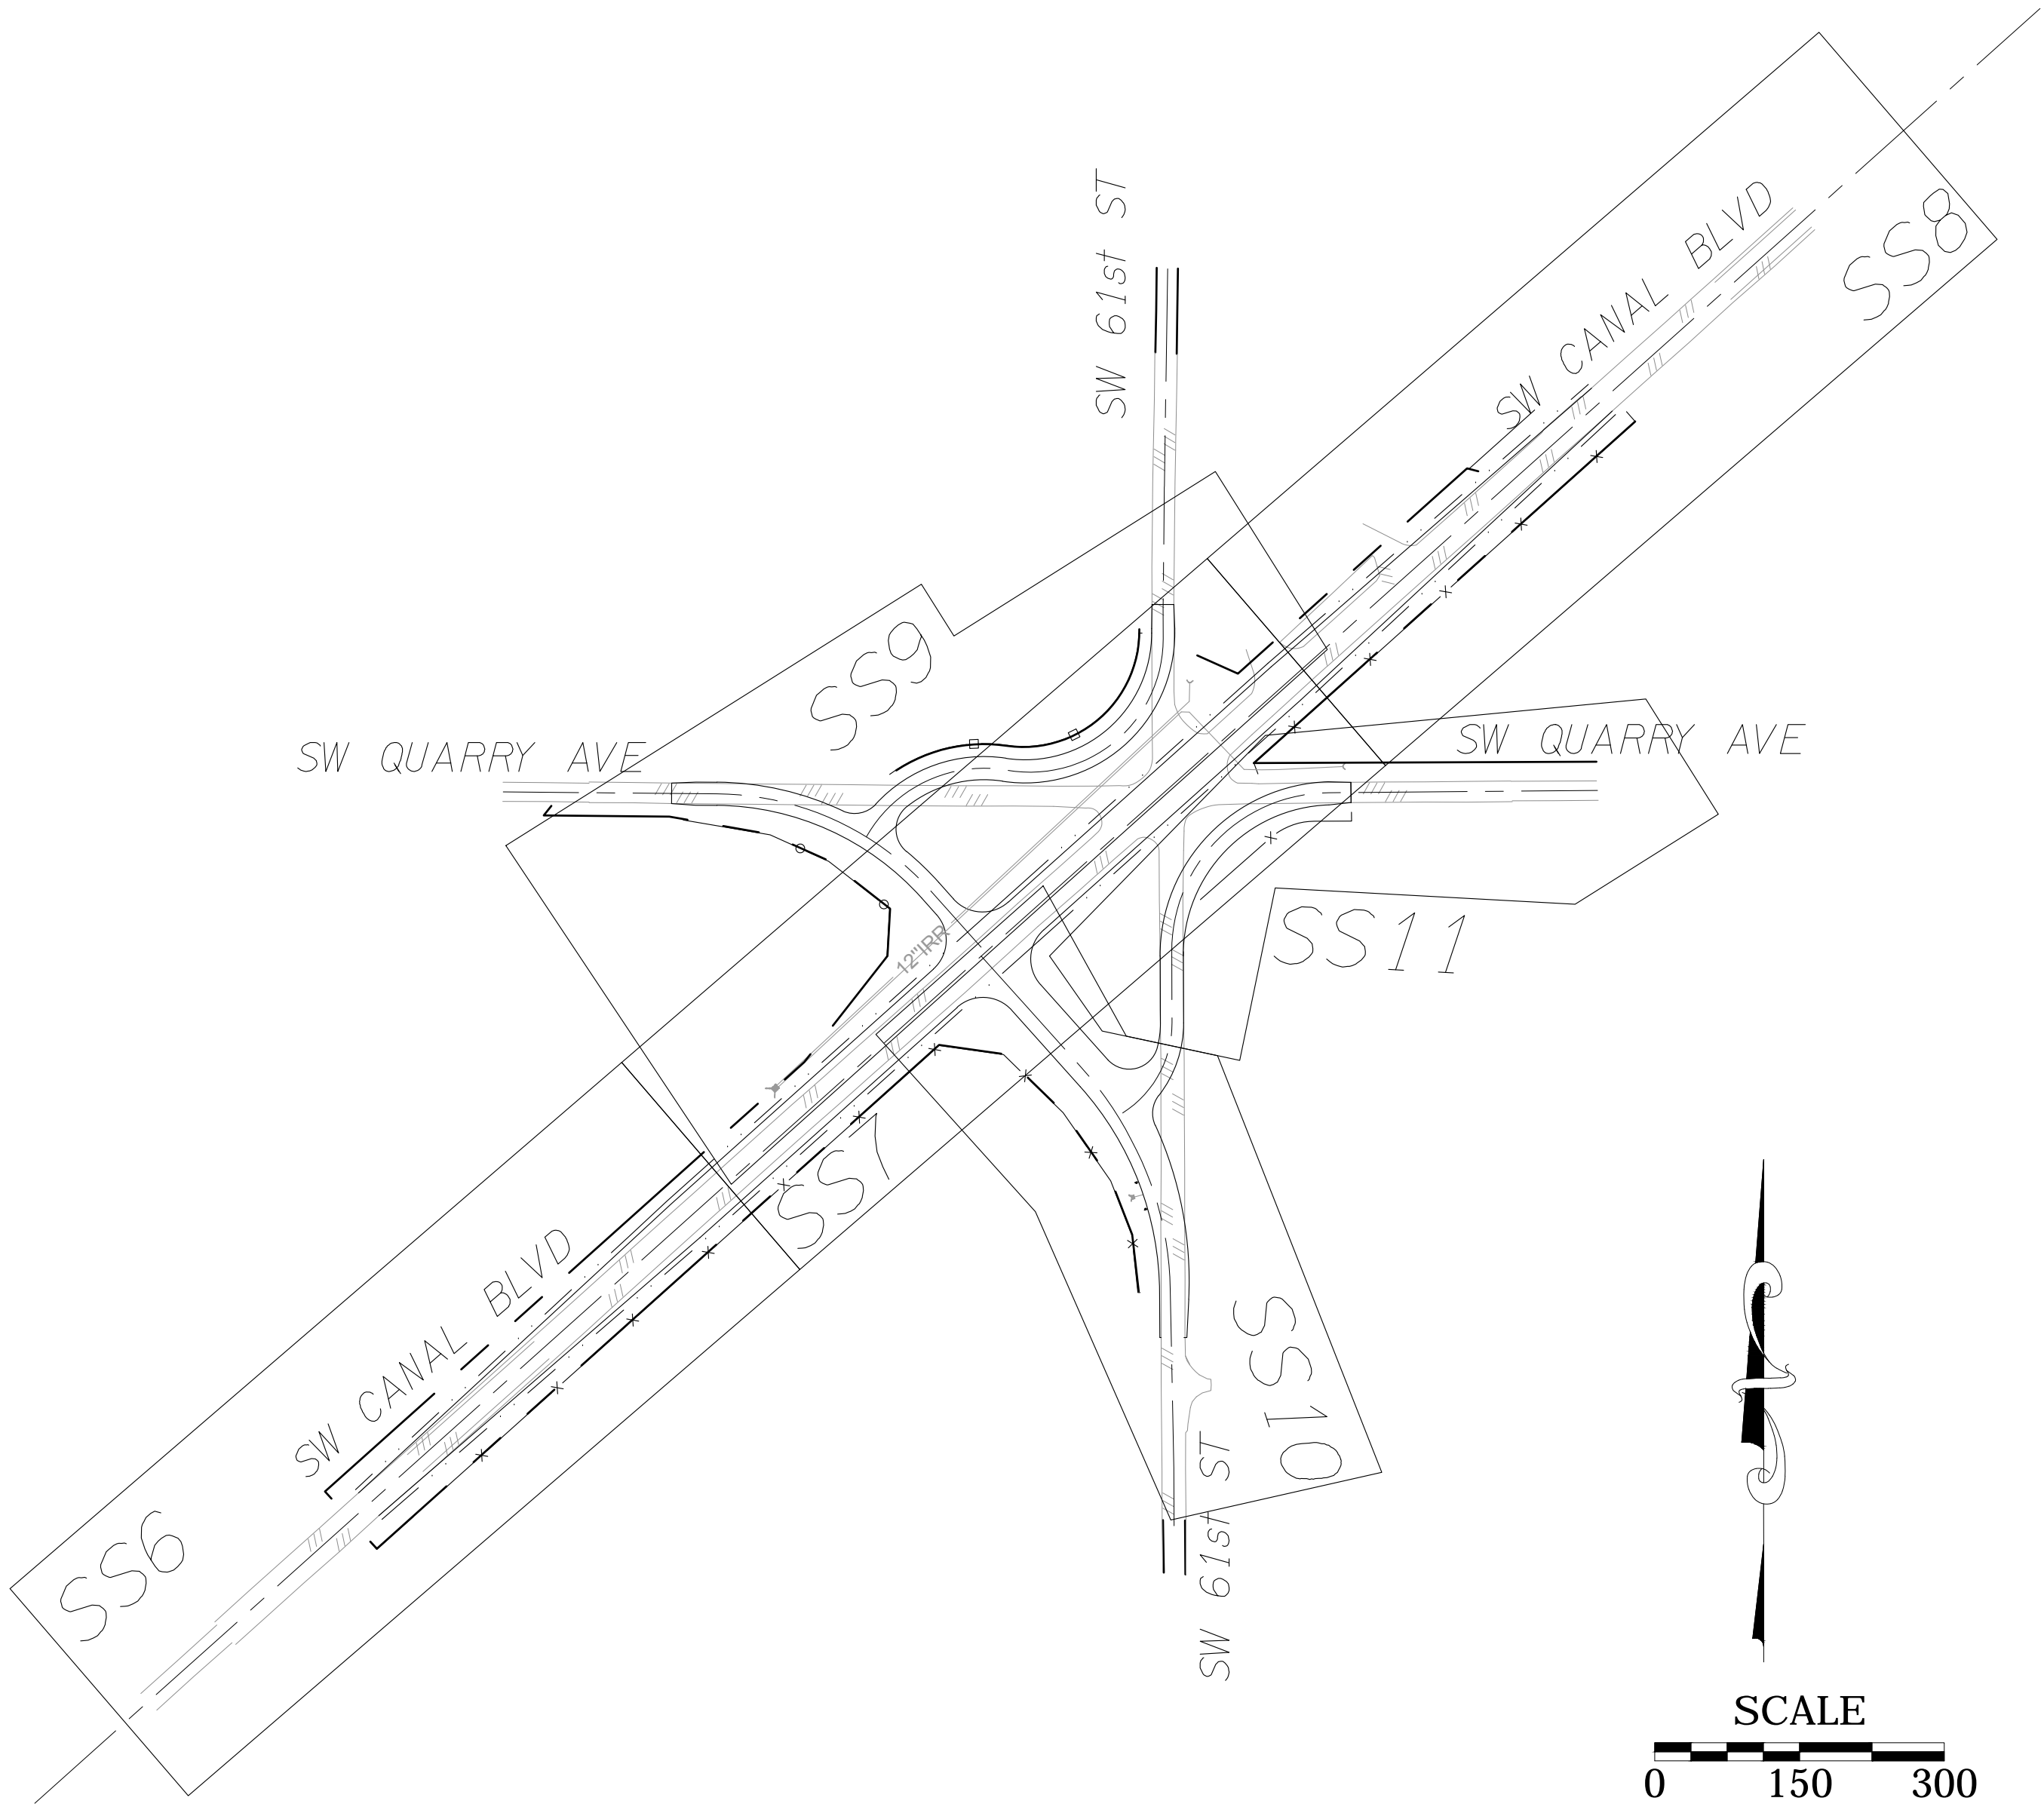 SW 61st ST
SW CANAL BLVD
SS8
SS9
SW QUARRY AVE
SW QUARRY AVE
12"IRR
SS11
SS7
SW CANAL BLVD
SS10
SS6
SW 61st ST
SCALE
0 150 300